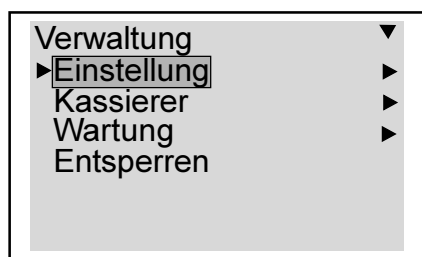 Verwaltung
Einstellung
Kassierer
Wartung
Entsperren